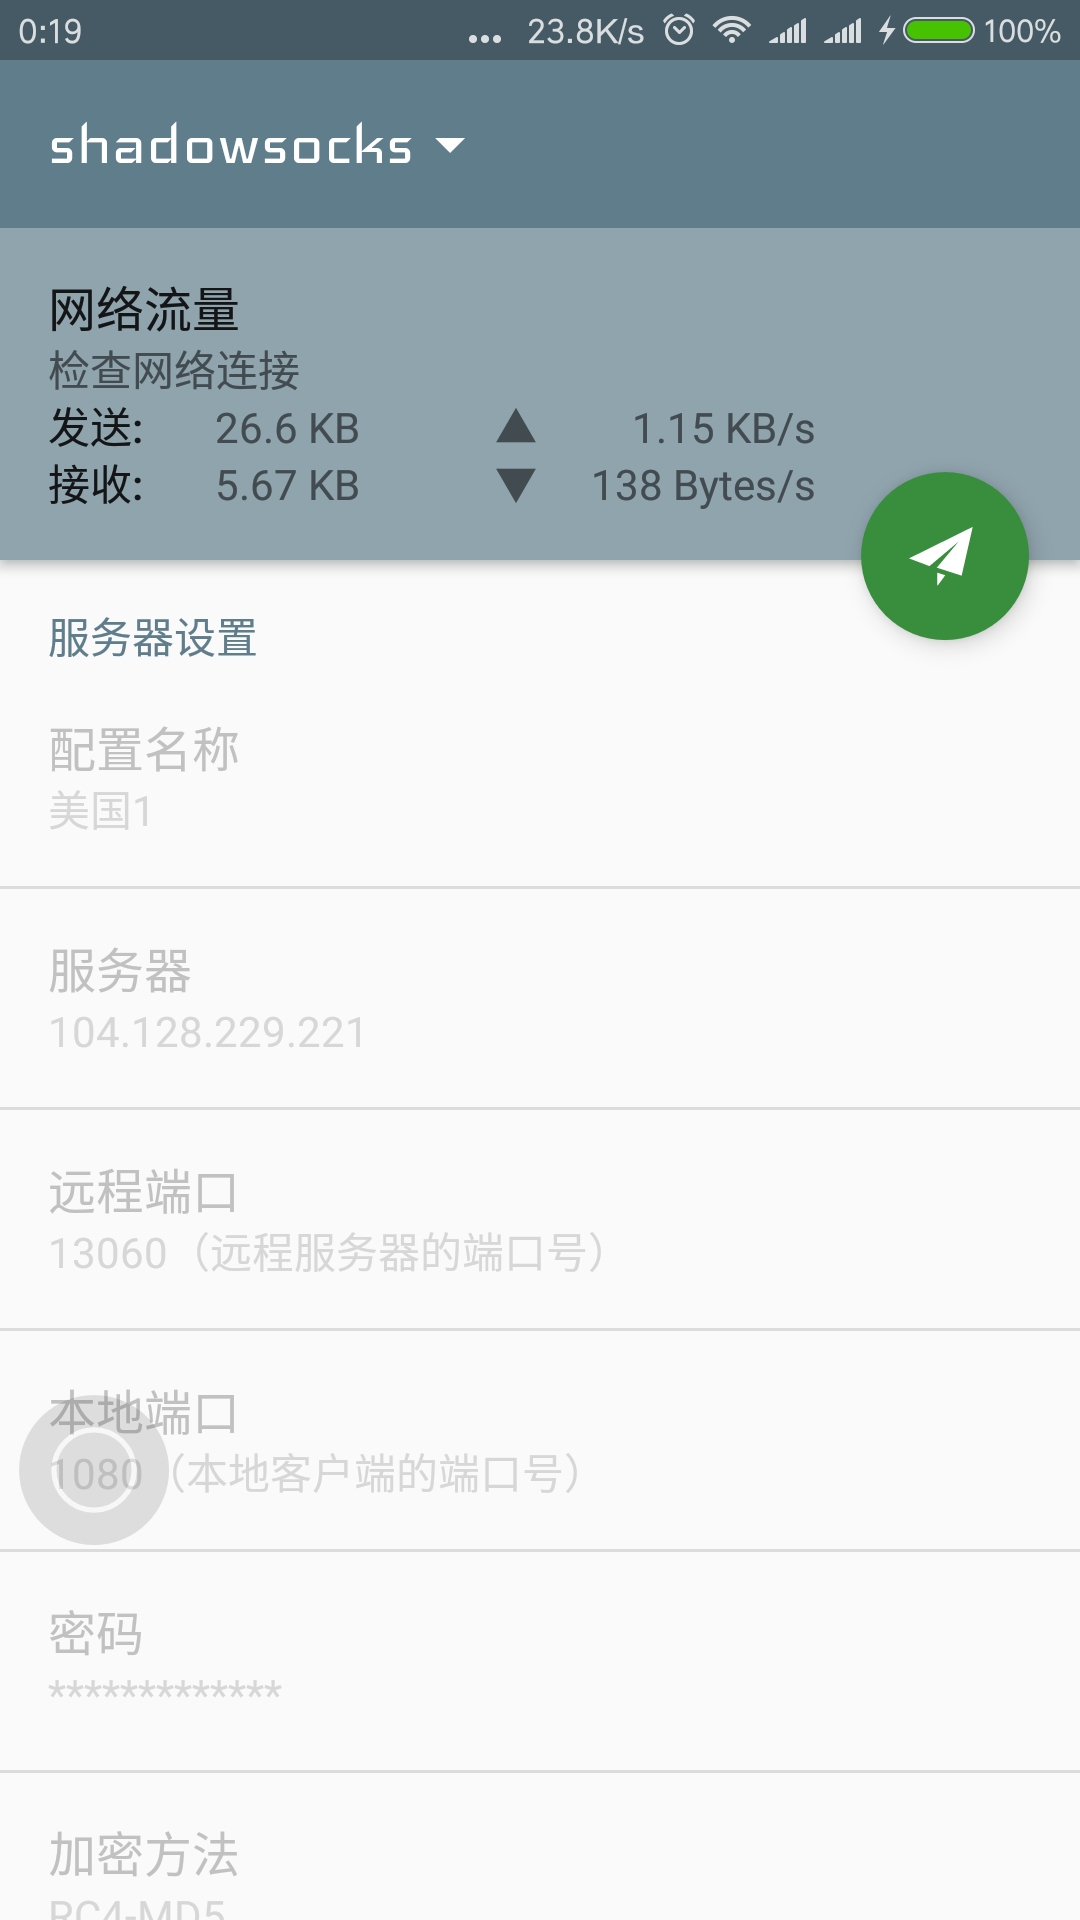 0:19 ... 23.8K/s 100%
shadowsocks
网络流量
检查网络连接
发送: 26.6 KB ▲ 1.15 KB/s
接收: 5.67 KB ▼ 138 Bytes/s
服务器设置
配置名称
美国1
服务器
104.128.229.221
远程端口
13060（远程服务器的端口号）
本地端口
1080（本地客户端的端口号）
密码
*************
加密方法
RC4-MD5